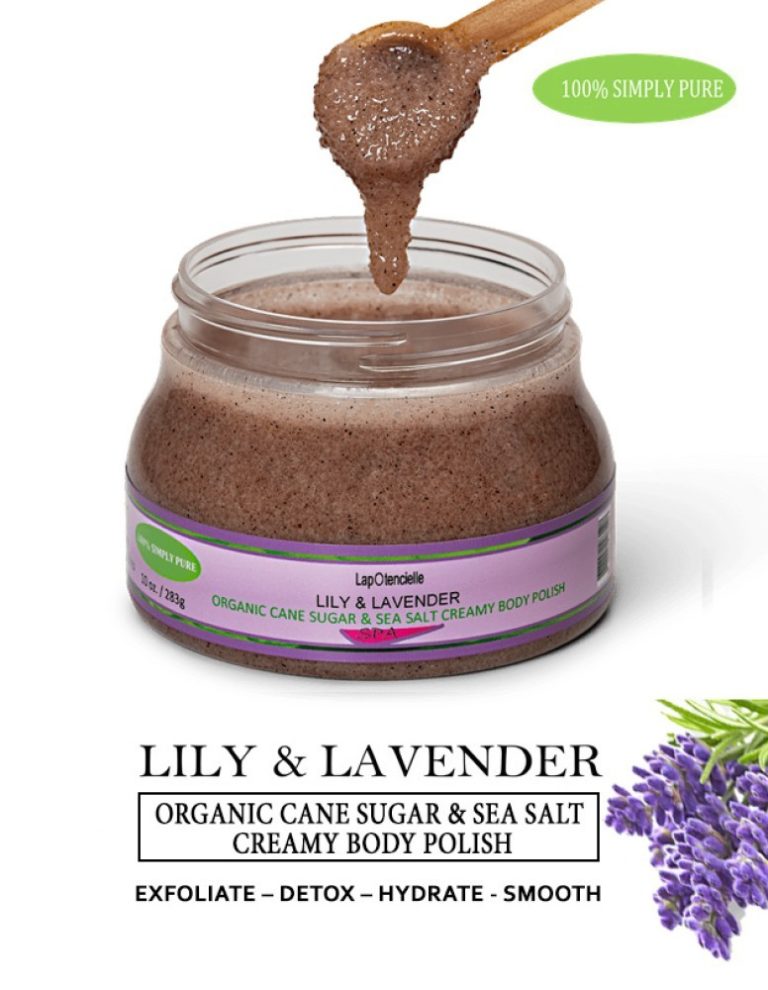 100% SIMPLY PURE
100% SIMPLY PURE
10 oz. / 283g
LapOtencielle
LILY & LAVENDER
ORGANIC CANE SUGAR & SEA SALT CREAMY BODY POLISH
SPA
LILY & LAVENDER
ORGANIC CANE SUGAR & SEA SALT
CREAMY BODY POLISH
EXFOLIATE – DETOX – HYDRATE - SMOOTH